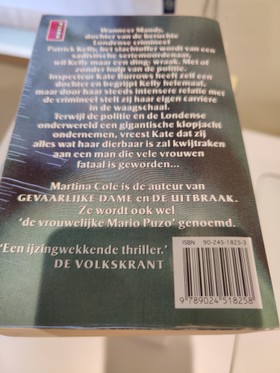 Wanneer Mandy,
dochter van de beruchte
Londense crimineel
Patrick Kelly, het slachtoffer wordt van een
sadistische seriemoordenaar,
wil Kelly maar een ding: wraak. Met of
zonder hulp van de politie.
Inspecteur Kate Burrows heeft zelf een
dochter en begrijpt Kelly helemaal,
maar door haar steeds intensere relatie met
de crimineel stelt zij haar eigen carrière
in de waagschaal.
Terwijl de politie en de Londense
onderwereld een gigantische klopjacht
ondernemen, vreest Kate dat zij
alles wat haar dierbaar is zal kwijtraken
aan een man die vele vrouwen
fataal is geworden...
Martina Cole is de auteur van
GEVAARLIJKE DAME en DE UITBRAAK.
Ze wordt ook wel
'de vrouwelijke Mario Puzo' genoemd.
'Een ijzingwekkende thriller.'
DE VOLKSKRANT
ISBN 90-245-1825-3
9 789024 518258